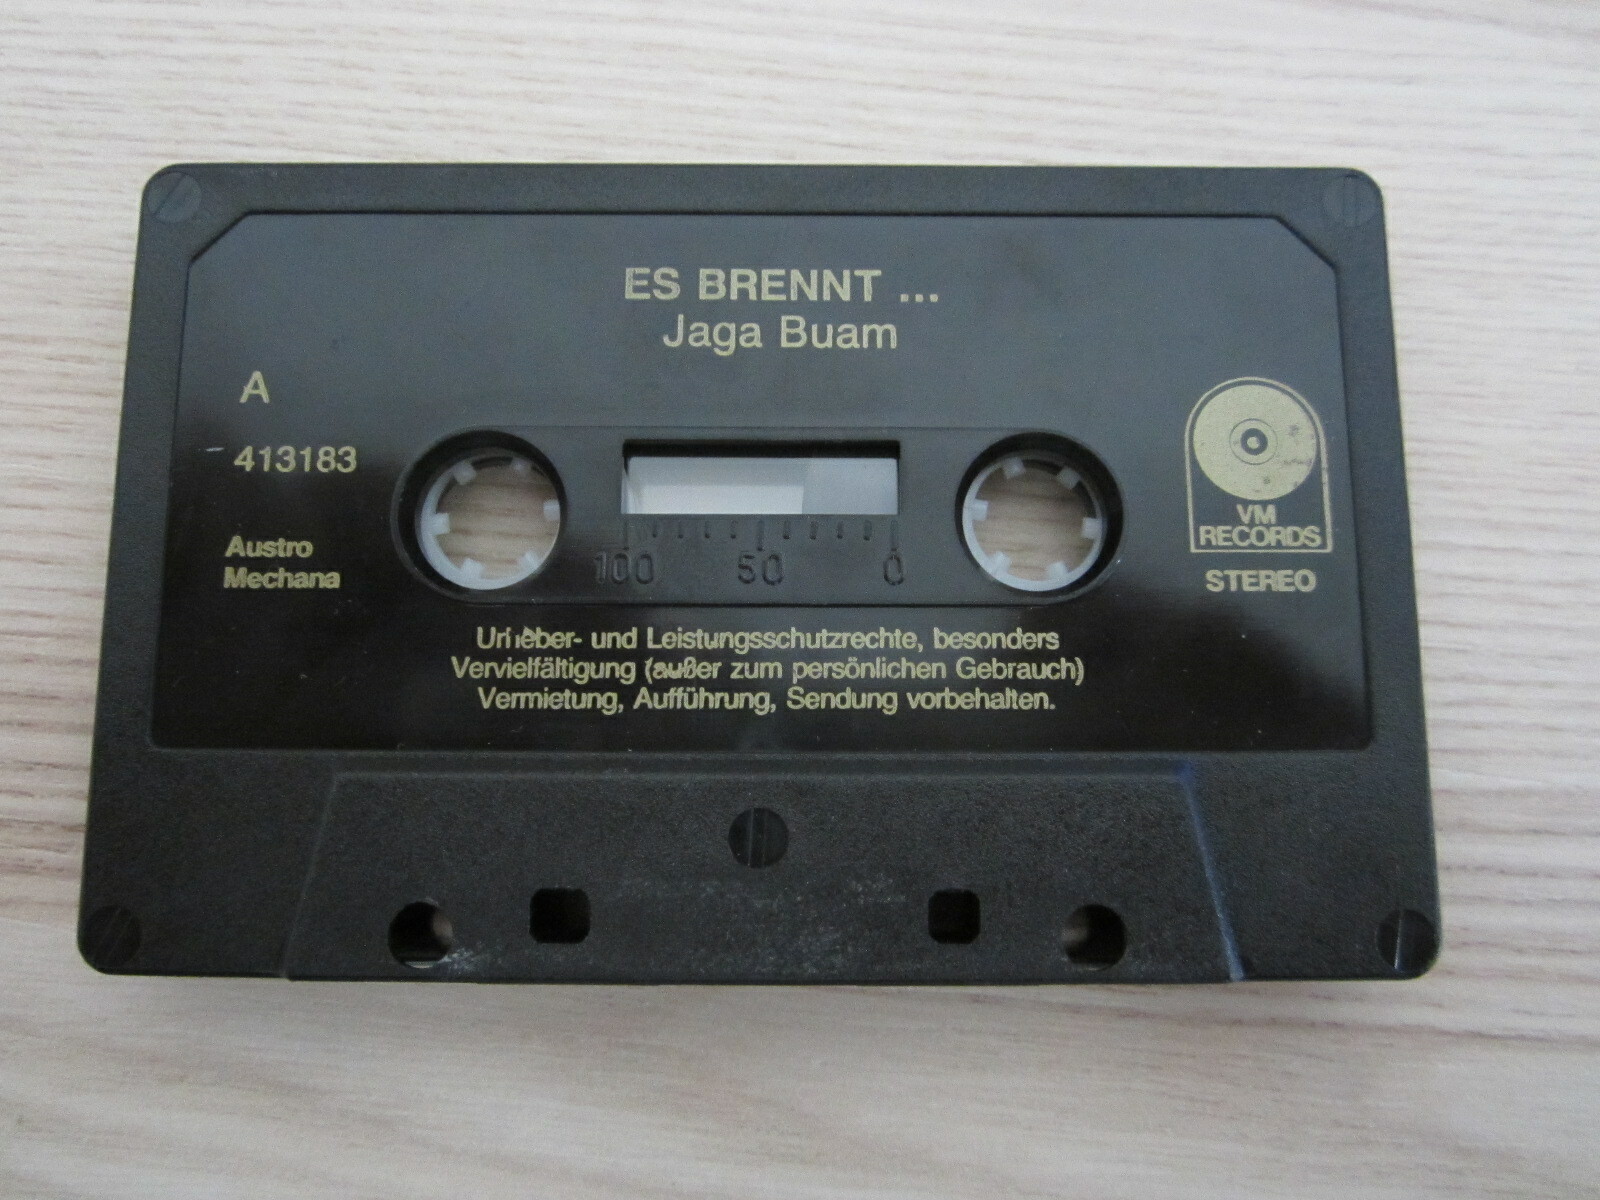 ES BRENNT ...
Jaga Buam
A
413183
Austro
Mechana
100 50 0
VM
RECORDS
STEREO
Urheber- und Leistungsschutzrechte, besonders
Vervielfältigung (außer zum persönlichen Gebrauch)
Vermietung, Aufführung, Sendung vorbehalten.